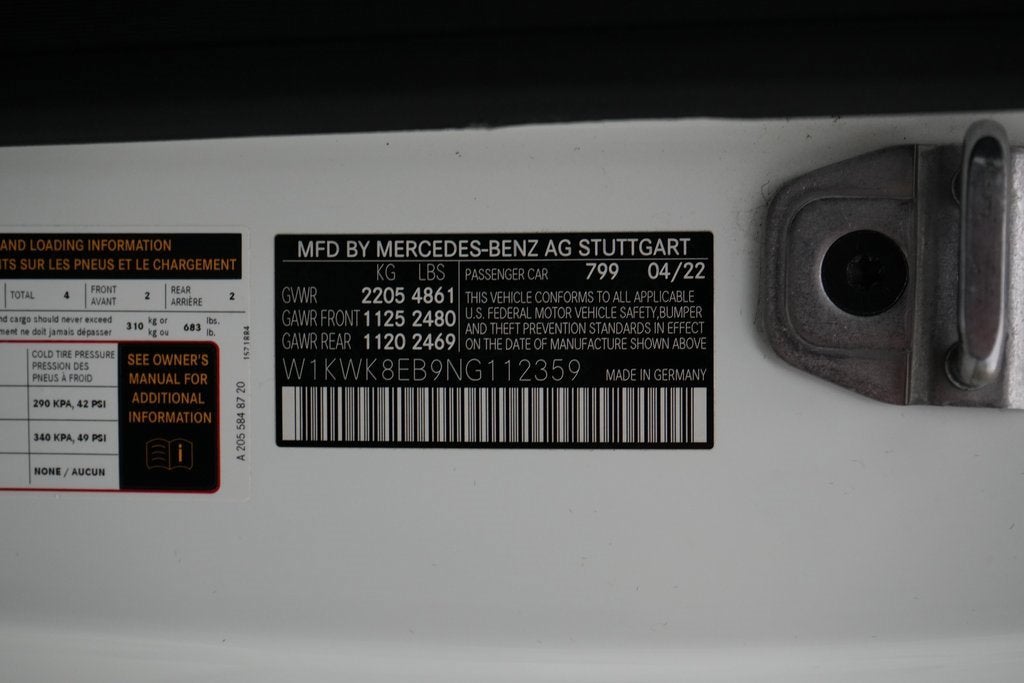 AND LOADING INFORMATION
TS SUR LES PNEUS ET LE CHARGEMENT
TOTAL 4 FRONT AVANT 2 REAR ARRIÈRE 2
nd cargo should never exceed 310 kg or 683 lbs.
ment ne doit jamais dépasser kg ou lb.
COLD TIRE PRESSURE
PRESSION DES
PNEUS À FROID
290 KPA, 42 PSI
340 KPA, 49 PSI
NONE / AUCUN
SEE OWNER'S
MANUAL FOR
ADDITIONAL
INFORMATION
i
1571884
A 205 584 87 20
MFD BY MERCEDES-BENZ AG STUTTGART
KG LBS
GVWR 2205 4861
GAWR FRONT 1125 2480
GAWR REAR 1120 2469
PASSENGER CAR 799 04/22
THIS VEHICLE CONFORMS TO ALL APPLICABLE
U.S. FEDERAL MOTOR VEHICLE SAFETY,BUMPER
AND THEFT PREVENTION STANDARDS IN EFFECT
ON THE DATE OF MANUFACTURE SHOWN ABOVE
W1KWK8EB9NG112359 MADE IN GERMANY